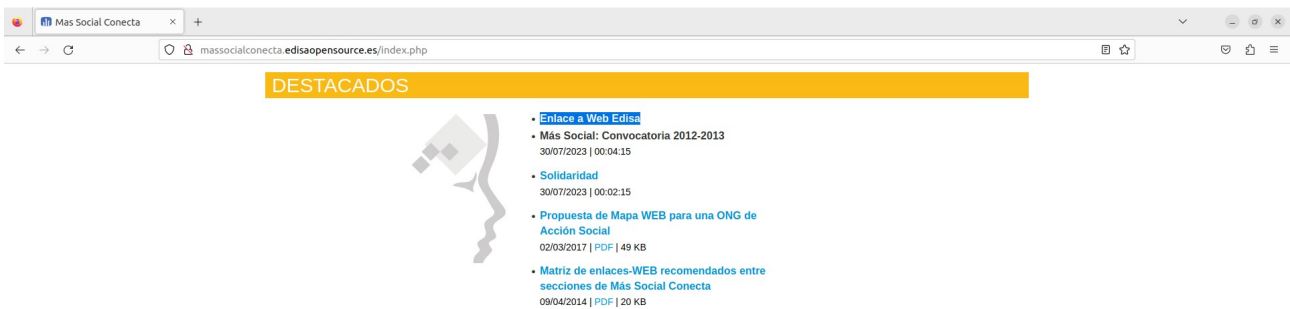 Mas Social Conecta
massocialconecta.edisaopensource.es/index.php
DESTACADOS
• Enlace a Web Edisa
• Más Social: Convocatoria 2012-2013
30/07/2023 | 00:04:15
• Solidaridad
30/07/2023 | 00:02:15
• Propuesta de Mapa WEB para una ONG de
Acción Social
02/03/2017 | PDF | 49 KB
• Matriz de enlaces-WEB recomendados entre
secciones de Más Social Conecta
09/04/2014 | PDF | 20 KB